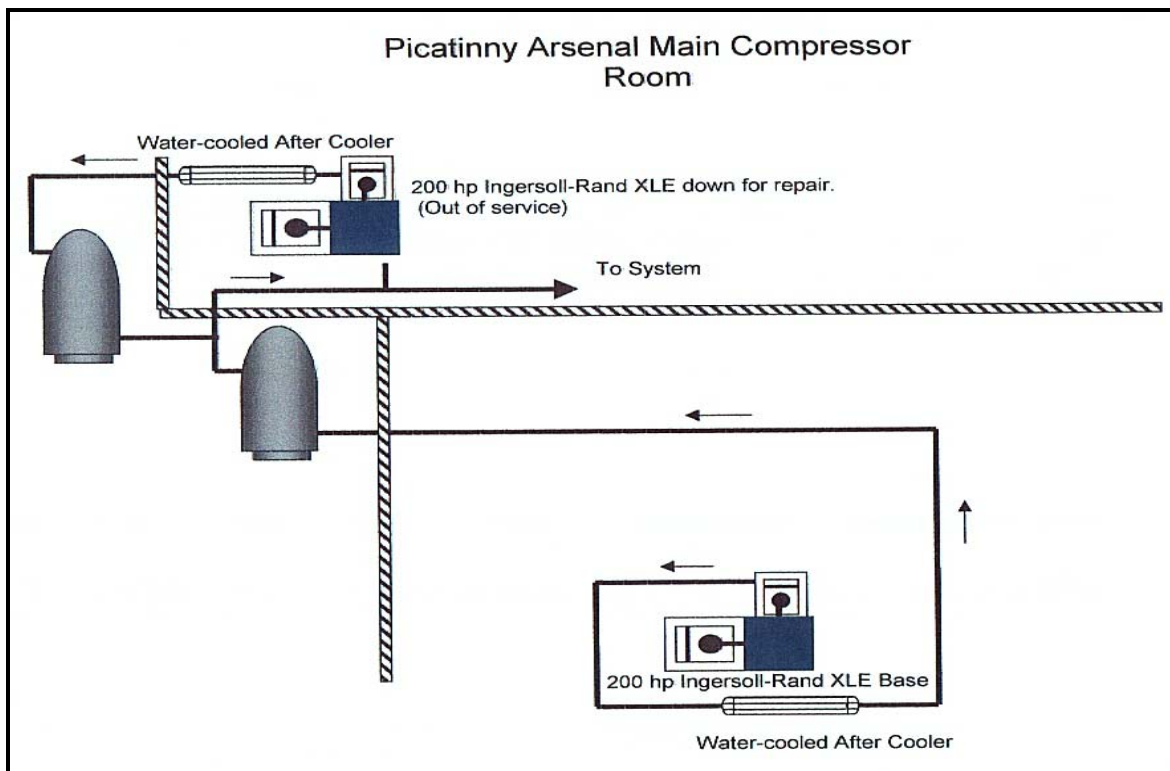 Picatinny Arsenal Main Compressor
Room
Water-cooled After Cooler
200 hp Ingersoll-Rand XLE down for repair.
(Out of service)
To System
200 hp Ingersoll-Rand XLE Base
Water-cooled After Cooler